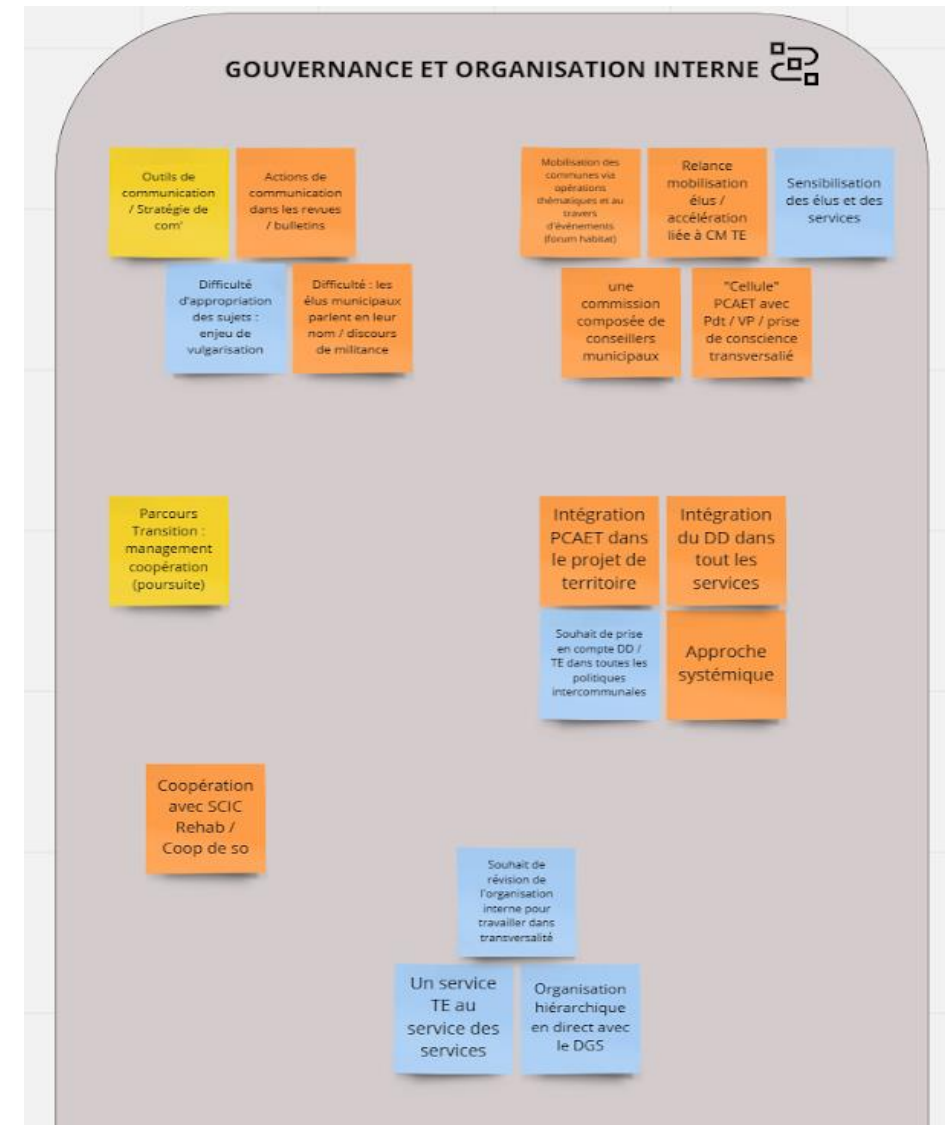 GOUVERNANCE ET ORGANISATION INTERNE
Outils de
communication
/ Stratégie de
com'
Actions de
communication
dans les revues
/ bulletins
Difficulté
d'appropriation
des sujets :
enjeu de
vulgarisation
Difficulté : les
élus municipaux
parlent en leur
nom / discours
de militance
Mobilisation des
communes via
opérations
thématiques et au
travers
d'événements
(forum habitat)
Relance
mobilisation
élus /
accélération
liée à CM TE
Sensibilisation
des élus et des
services
une
commission
composée de
conseillers
municipaux
"Cellule"
PCAET avec
Pdt / VP / prise
de conscience
transversalié
Parcours
Transition :
management
coopération
(poursuite)
Intégration
PCAET dans
le projet de
territoire
Intégration
du DD dans
tout les
services
Souhait de prise
en compte DD /
TE dans toutes les
politiques
intercommunales
Approche
systémique
Coopération
avec SCIC
Rehab /
Coop de so
Souhait de
révision de
l'organisation
interne pour
travailler dans
transversalité
Un service
TE au
service des
services
Organisation
hiérarchique
en direct avec
le DGS